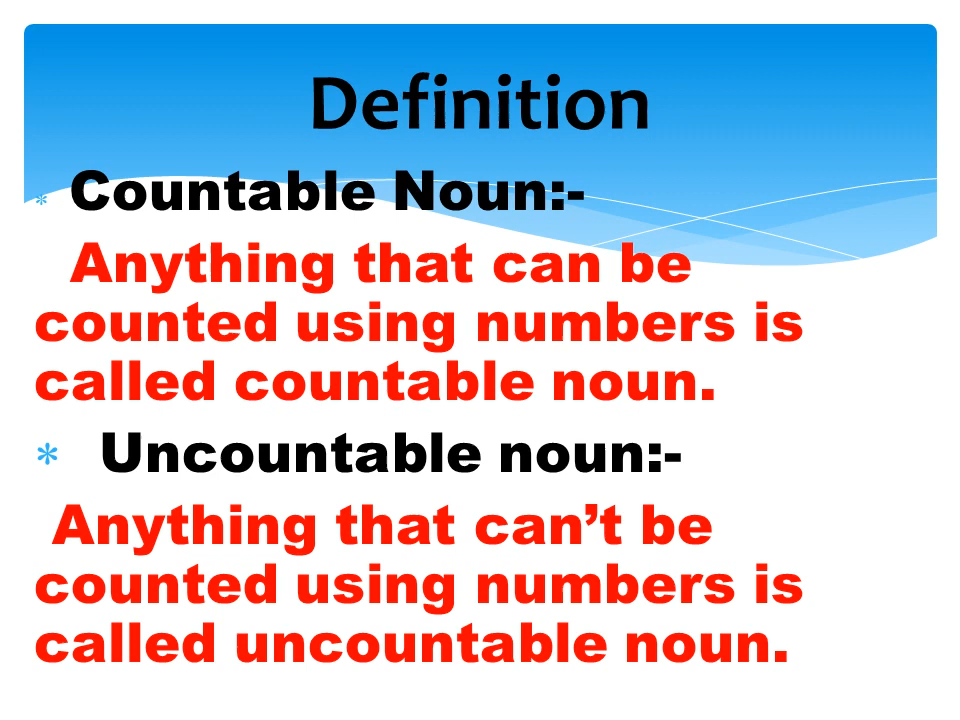 Definition
* Countable Noun:-
Anything that can be
counted using numbers is
called countable noun.
* Uncountable noun:-
Anything that can’t be
counted using numbers is
called uncountable noun.